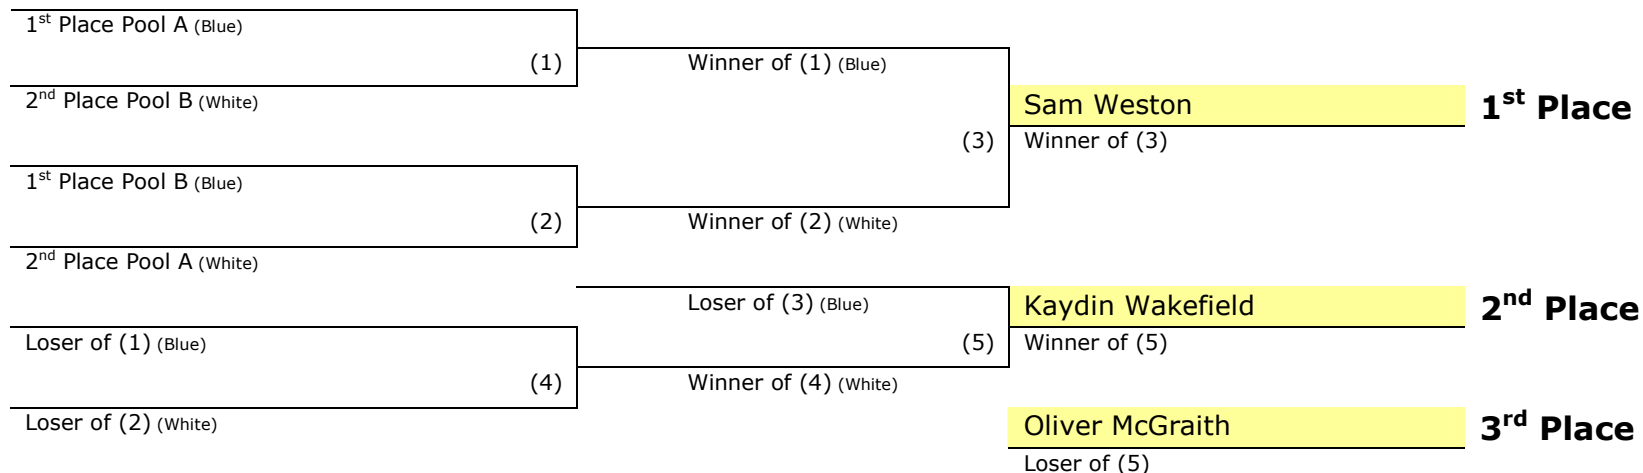 1st Place Pool A (Blue)
(1)
Winner of (1) (Blue)
2nd Place Pool B (White)
Sam Weston
1st Place
(3)
Winner of (3)
1st Place Pool B (Blue)
(2)
Winner of (2) (White)
2nd Place Pool A (White)
Loser of (3) (Blue)
Kaydin Wakefield
2nd Place
Loser of (1) (Blue)
(5)
Winner of (5)
(4)
Winner of (4) (White)
Loser of (2) (White)
Oliver McGraith
3rd Place
Loser of (5)